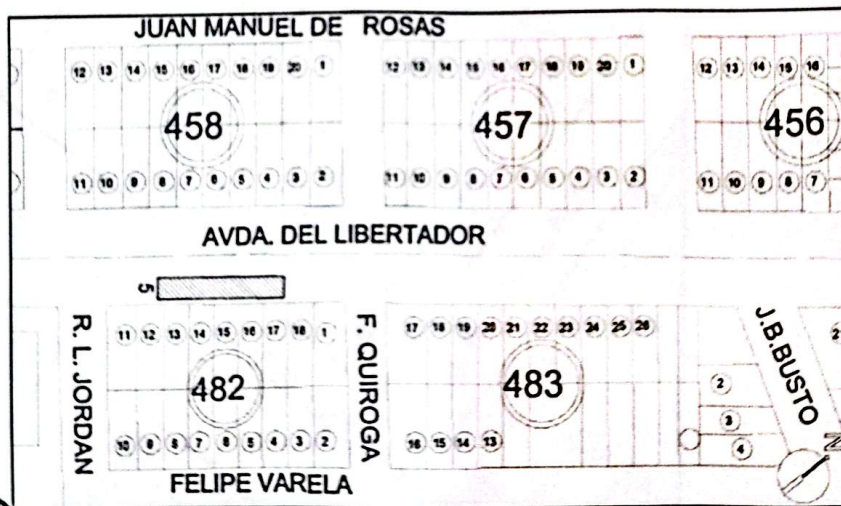 JUAN MANUEL DE ROSAS
12 13 14 15 16 17 18 19 20 1
12 13 14 15 16 17 18 19 20 1
12 13 14 15 16
458
457
456
11 10 9 8 7 6 5 4 3 2
11 10 9 8 7 6 5 4 3 2
11 10 9 8 7
AVDA. DEL LIBERTADOR
5
R. L. JORDAN
11 12 13 14 15 16 17 18 1
482
10 9 8 7 6 5 4 3 2
F. QUIROGA
17 18 19 20 21 22 23 24 25 26
483
16 15 14 13
2
3
4
J.B.BUSTO
2
N
FELIPE VARELA